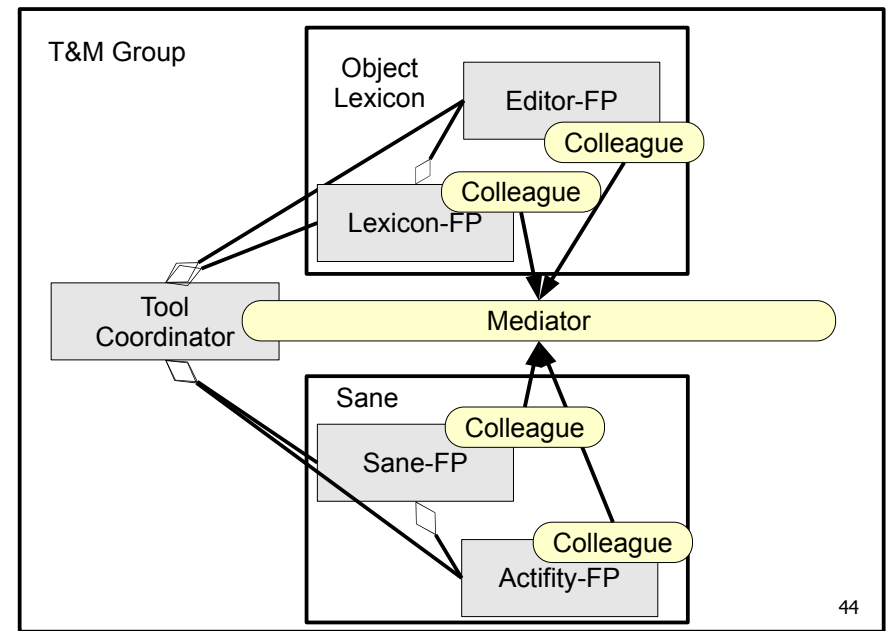 T&M Group
Object
Lexicon
Editor-FP
Colleague
Colleague
Lexicon-FP
Tool
Coordinator
Mediator
Sane
Colleague
Sane-FP
Colleague
Actifity-FP
44